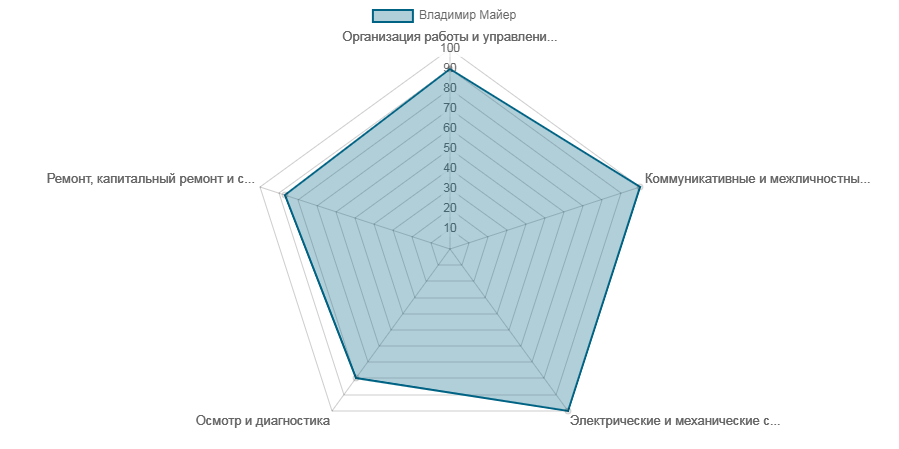 Владимир Майер
Организация работы и управлени...
100
90
80
70
60
50
40
30
20
10
Ремонт, капитальный ремонт и с...
Коммуникативные и межличностны...
Осмотр и диагностика
Электрические и механические с...